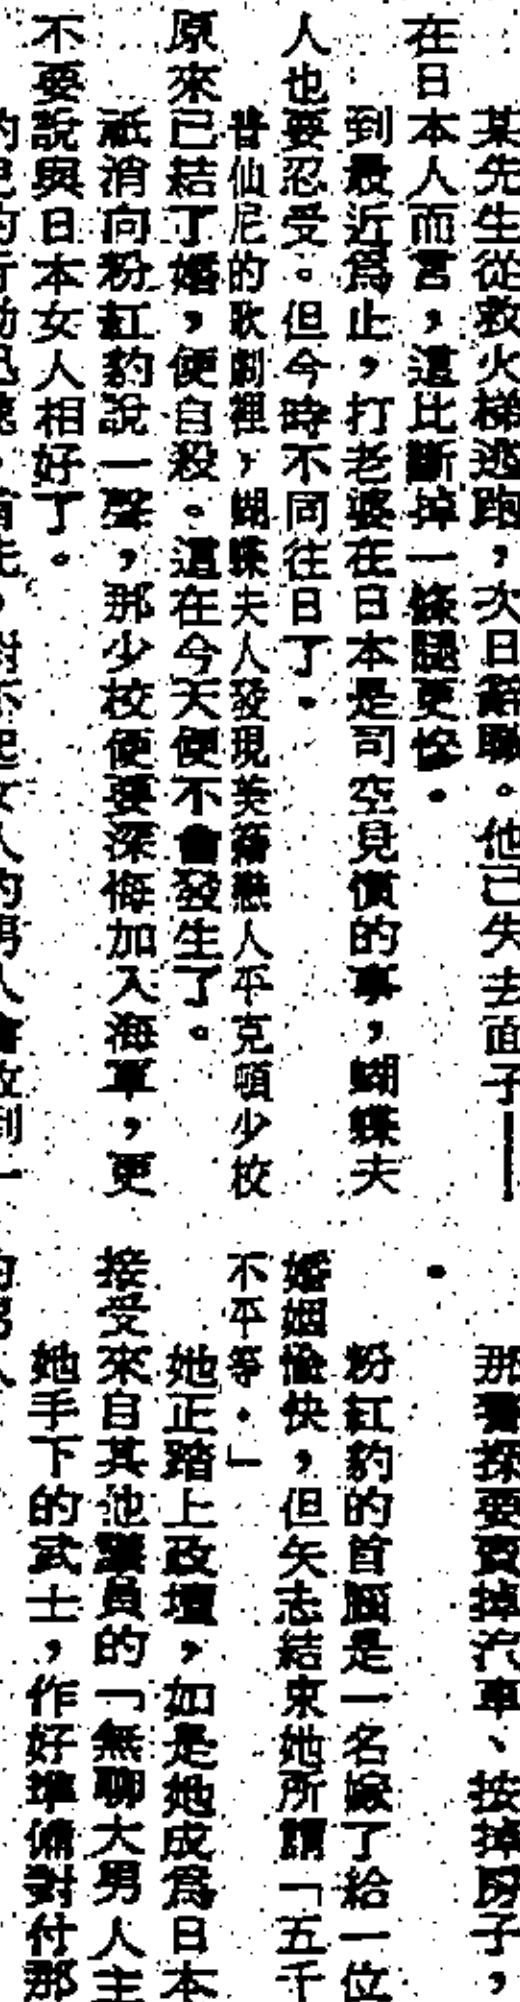 某先生從救火梯逃跑，次日辭職。他已失去面子——
在日本人而言，這比斷掉一條腿更慘。
到最近爲止，打老婆在日本是司空見慣的事，蝴蝶夫
人也要忍受。但今時不同往日了。
普仙尼的歌劇裡，蝴蝶夫人發現美籍戀人平克頓少校
原來已結了婚，便自殺。這在今天便不會發生了。
祇消向粉紅豹說一聲，那少校便要深悔加入海軍，更
不要說與日本女人相好了。
那警探要賣掉汽車、按掉房子，
。
粉紅豹的首腦是一名嫁了給一位
婚姻愉快，但矢志結束她所謂「五千
不平等。」
她正踏上政壇，如是她成爲日本
接受來自其他議員的「無聊大男人主
她手下的武士，作好準備對付那